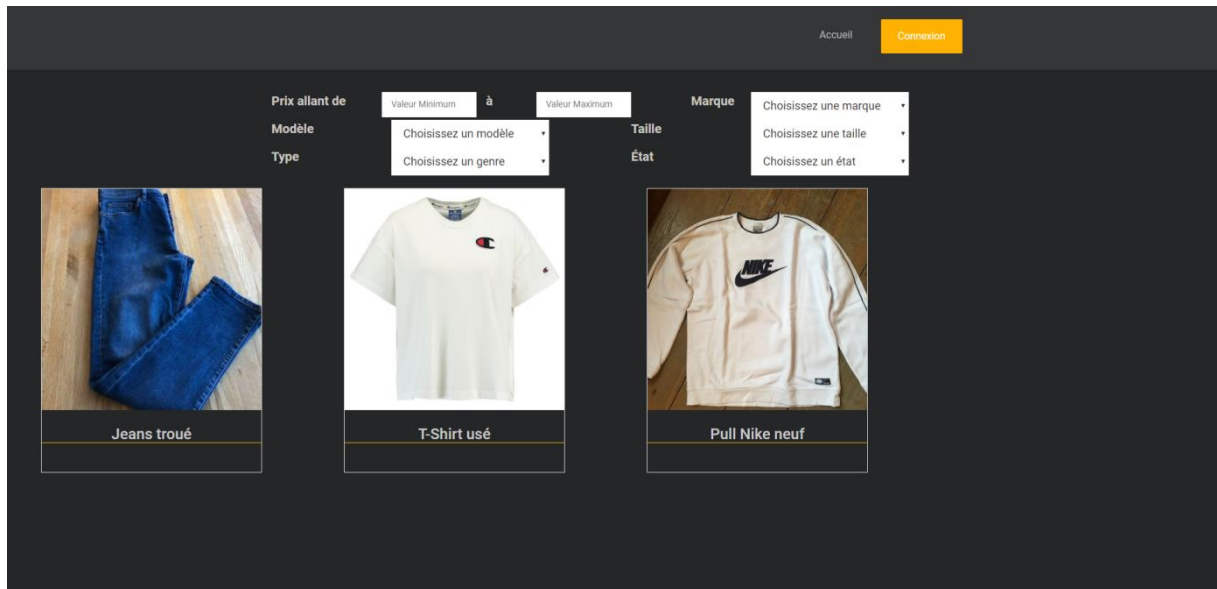 Accueil Connexion
Prix allant de Valeur Minimum à Valeur Maximum Marque Choisissez une marque
Modèle Choisissez un modèle Taille Choisissez une taille
Type Choisissez un genre État Choisissez un état
NIKE
Jeans troué T-Shirt usé Pull Nike neuf